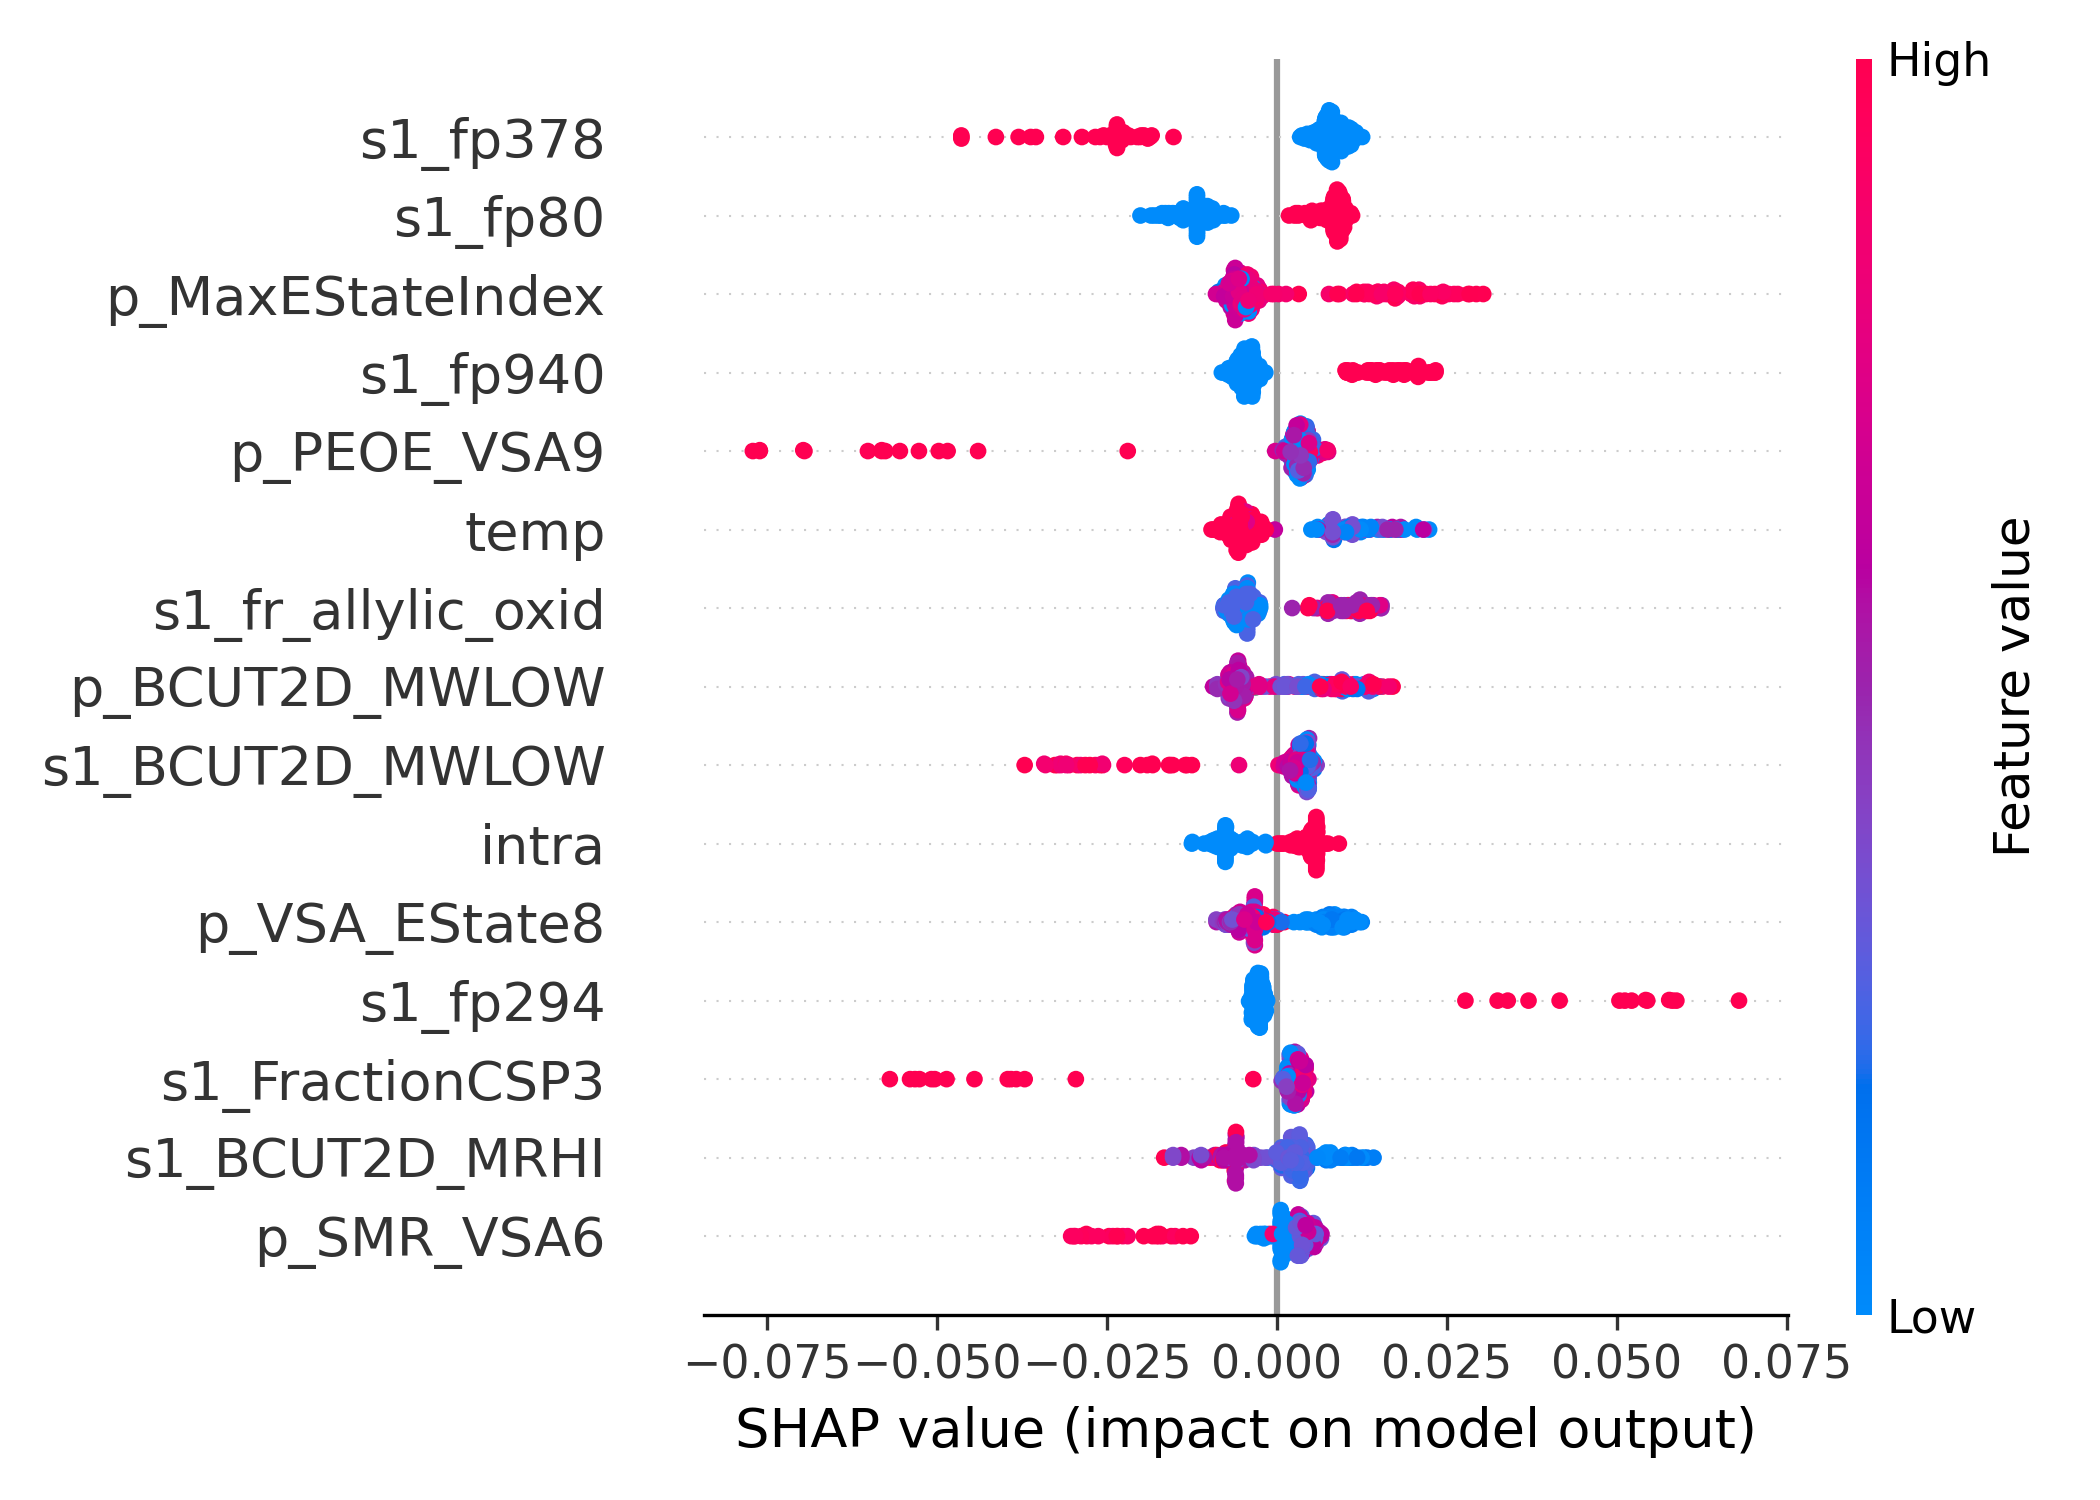 High
s1_fp378
s1_fp80
p_MaxEStateIndex
s1_fp940
p_PEOE_VSA9
temp
s1_fr_allylic_oxid
p_BCUT2D_MWLOW
s1_BCUT2D_MWLOW
intra
p_VSA_EState8
s1_fp294
s1_FractionCSP3
s1_BCUT2D_MRHI
p_SMR_VSA6
Feature value
Low
−0.075 −0.050 −0.025 0.000 0.025 0.050 0.075
SHAP value (impact on model output)